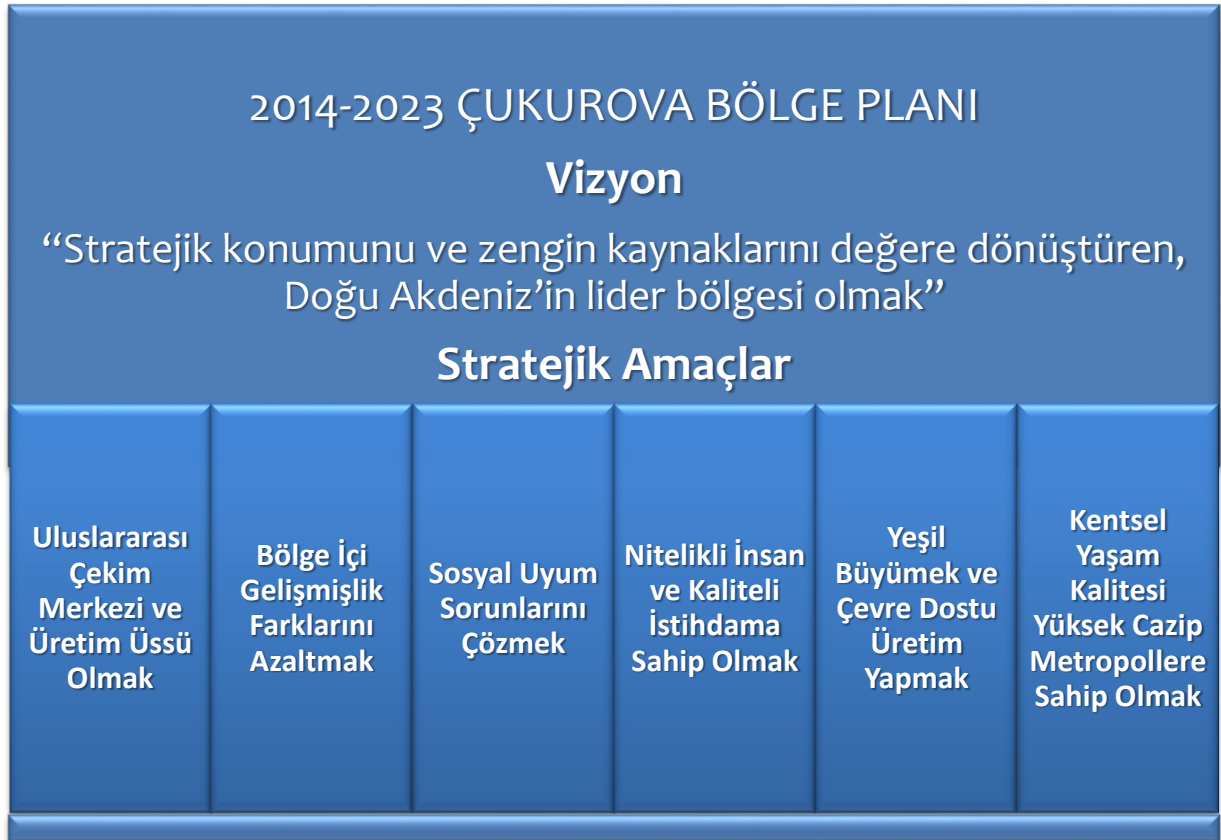 2014-2023 ÇUKUROVA BÖLGE PLANI
Vizyon
“Stratejik konumunu ve zengin kaynaklarını değere dönüştüren,
Doğu Akdeniz’in lider bölgesi olmak”
Stratejik Amaçlar
Uluslararası
Çekim
Merkezi ve
Üretim Üssü
Olmak
Bölge İçi
Gelişmişlik
Farklarını
Azaltmak
Sosyal Uyum
Sorunlarını
Çözmek
Nitelikli İnsan
ve Kaliteli
İstihdama
Sahip Olmak
Yeşil
Büyümek ve
Çevre Dostu
Üretim
Yapmak
Kentsel
Yaşam
Kalitesi
Yüksek Cazip
Metropollere
Sahip Olmak